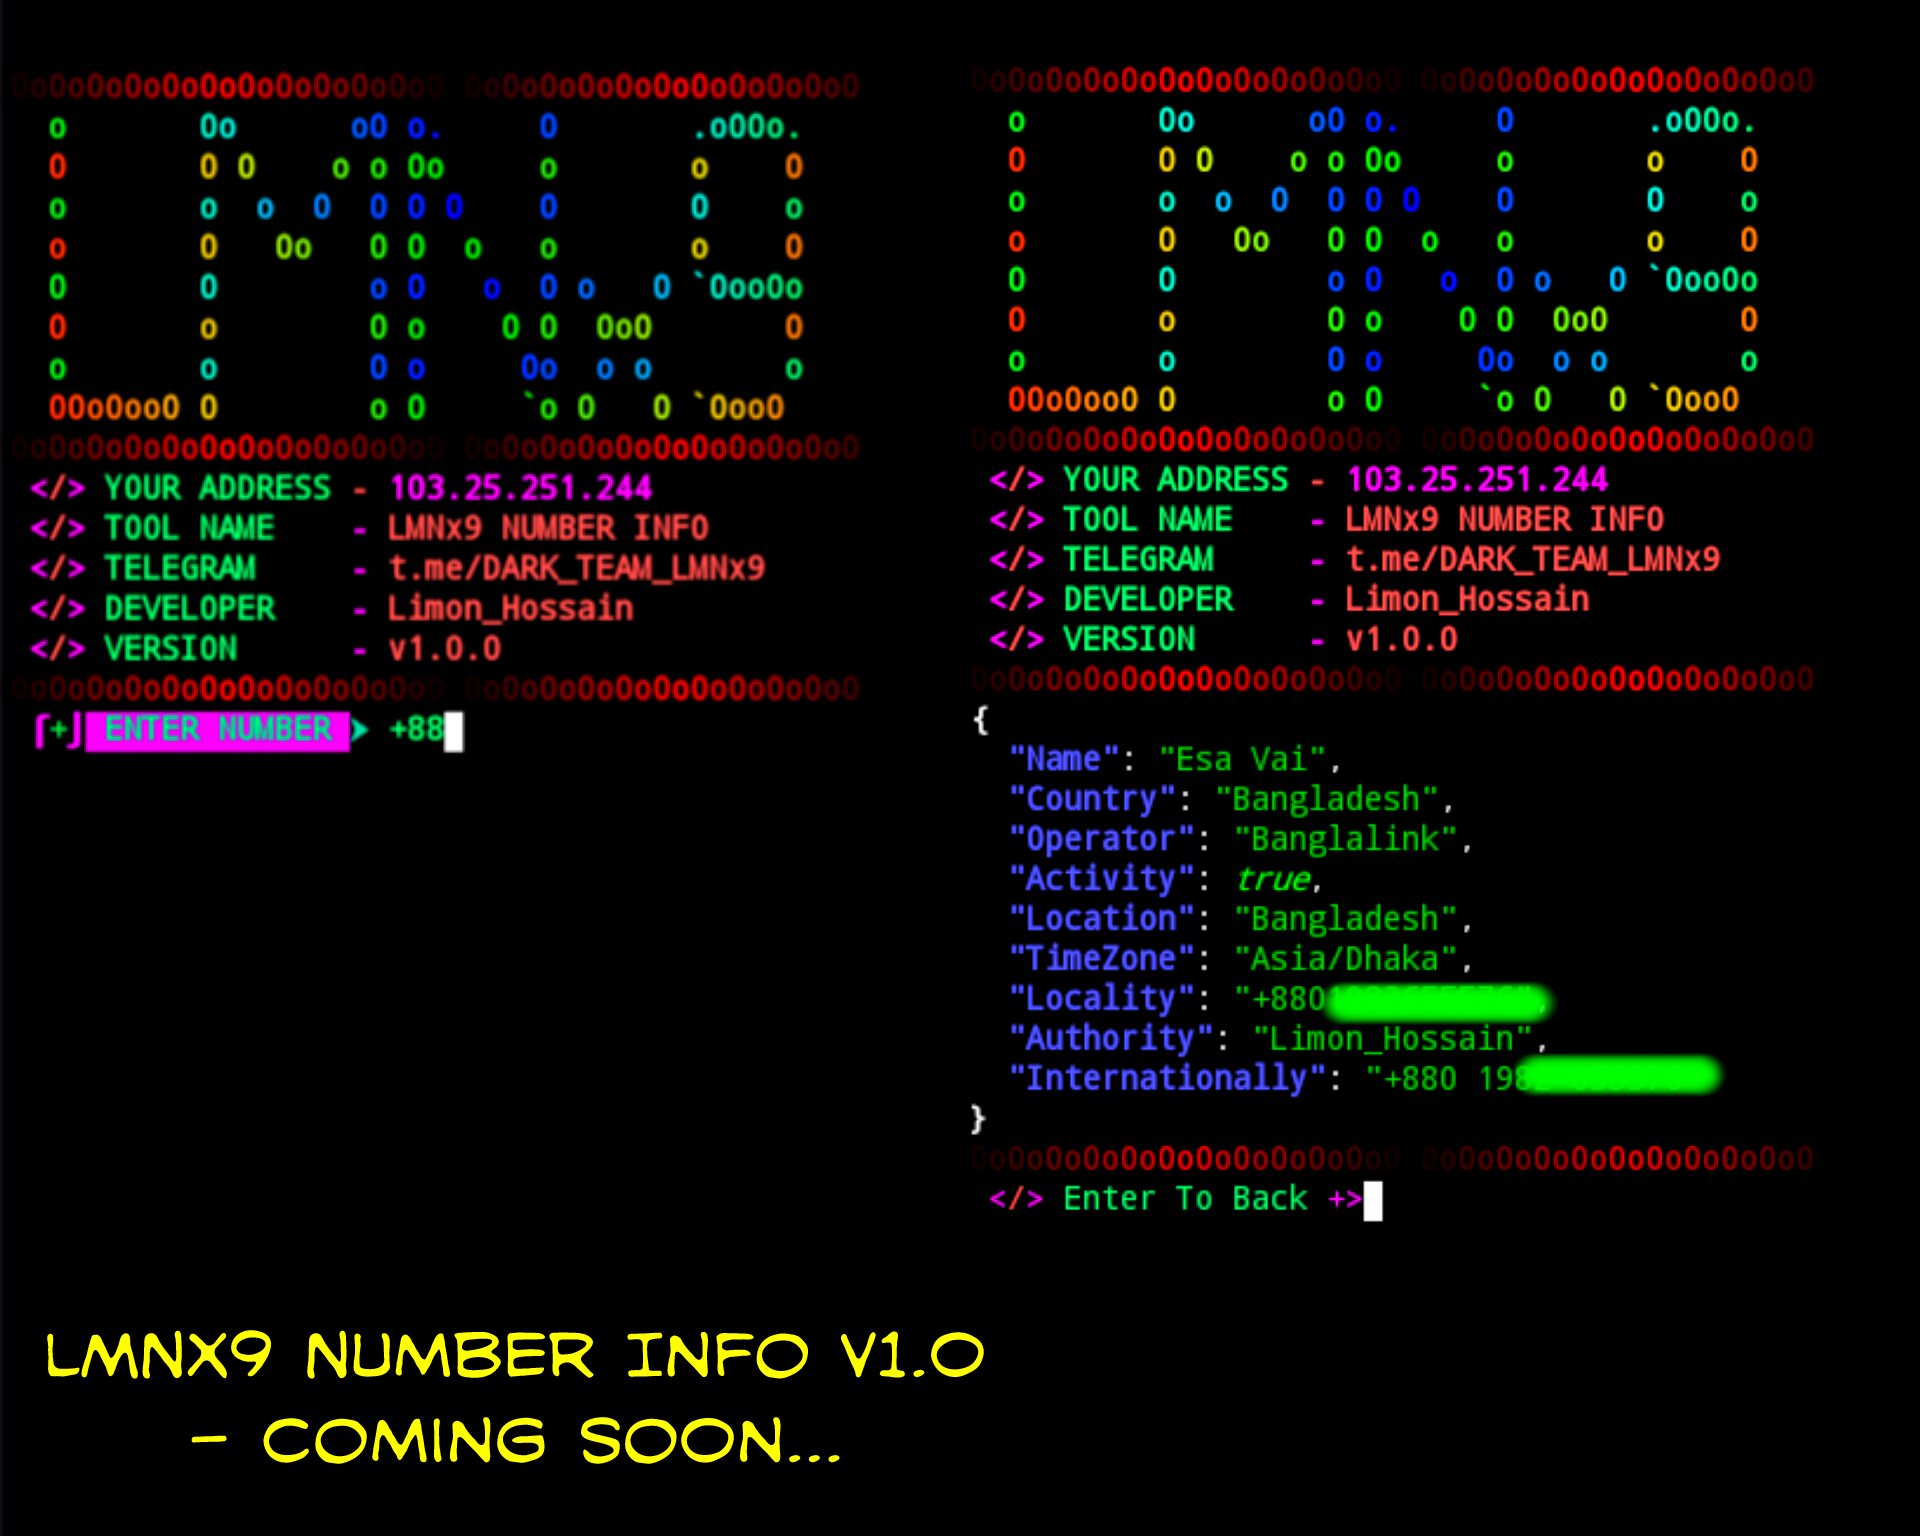 </> YOUR ADDRESS - 103.25.251.244
</> TOOL NAME - LMNx9 NUMBER INFO
</> TELEGRAM - t.me/DARK_TEAM_LMNx9
</> DEVELOPER - Limon_Hossain
</> VERSION - v1.0.0
[+] ENTER NUMBER +88
</> YOUR ADDRESS - 103.25.251.244
</> TOOL NAME - LMNx9 NUMBER INFO
</> TELEGRAM - t.me/DARK_TEAM_LMNx9
</> DEVELOPER - Limon_Hossain
</> VERSION - v1.0.0
{
"Name": "Esa Vai",
"Country": "Bangladesh",
"Operator": "Banglalink",
"Activity": true,
"Location": "Bangladesh",
"TimeZone": "Asia/Dhaka",
"Locality": "+880
"Authority": "Limon_Hossain",
"Internationally": "+880 198
}
</> Enter To Back +>
LMNX9 NUMBER INFO V1.0
- COMING SOON...